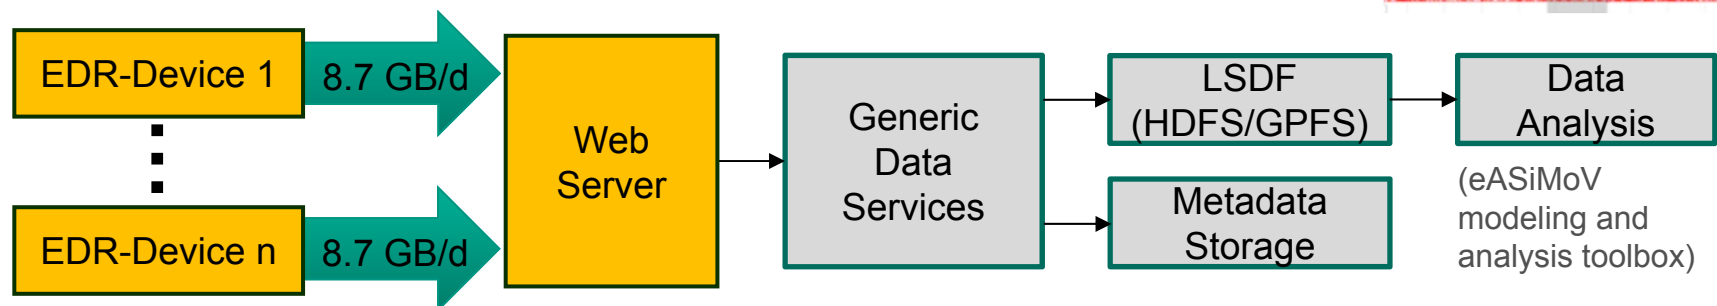 EDR-Device 1
8.7 GB/d
EDR-Device n
8.7 GB/d
Web
Server
Generic
Data
Services
LSDF
(HDFS/GPFS)
Metadata
Storage
Data
Analysis
(eASiMoV
modeling and
analysis toolbox)